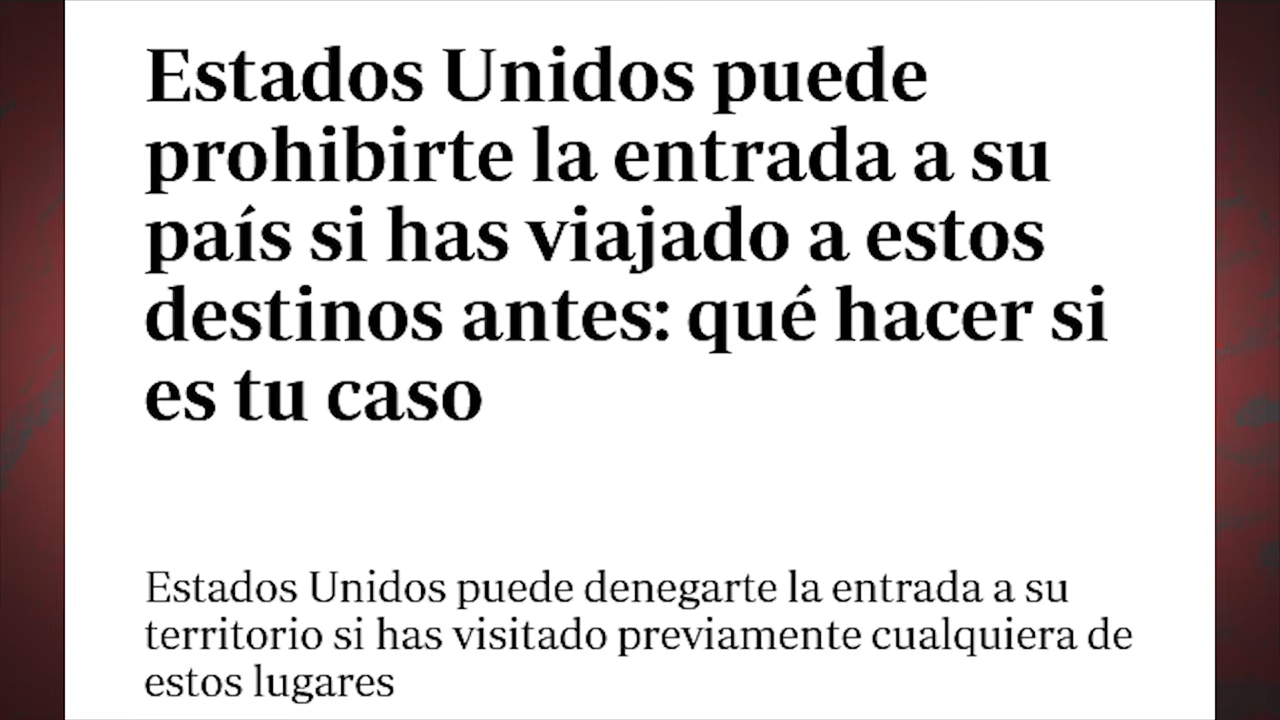 Estados Unidos puede
prohibirte la entrada a su
país si has viajado a estos
destinos antes: qué hacer si
es tu caso
Estados Unidos puede denegarte la entrada a su
territorio si has visitado previamente cualquiera de
estos lugares